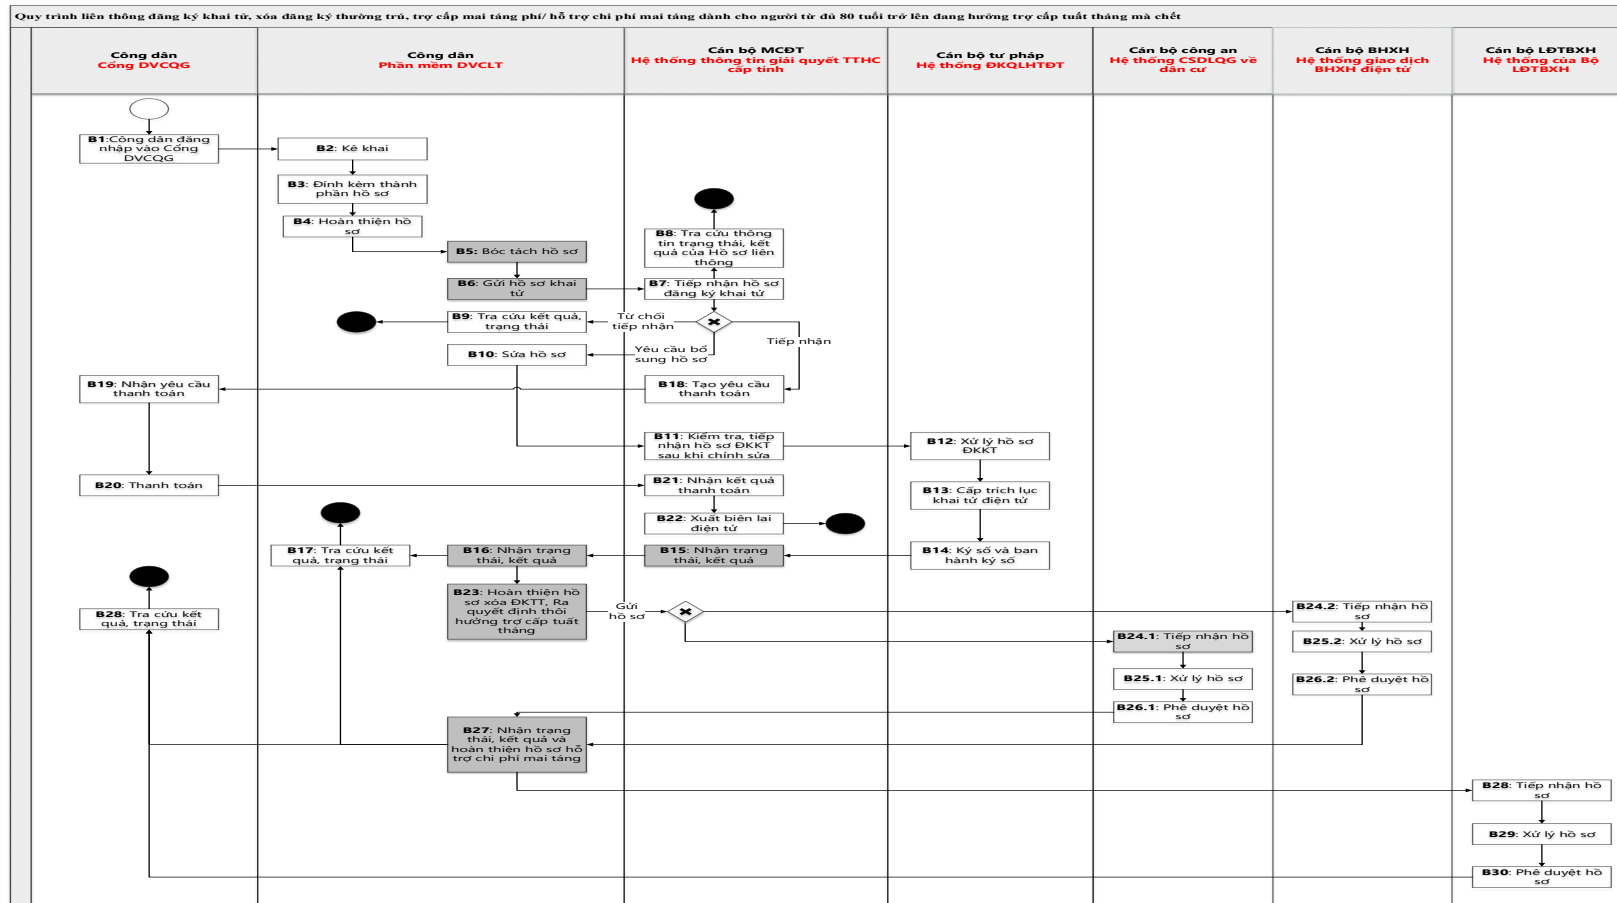 Quy trình liên thông đăng ký khai tử, xóa đăng ký thường trú, trợ cấp mai táng phí/ hỗ trợ chi phí mai táng dành cho người từ đủ 80 tuổi trở lên đang hưởng trợ cấp tuất tháng mà chết
Công dân
Cổng DVCQG
Công dân
Phần mềm DVCLT
Cán bộ MCĐT
Hệ thống thông tin giải quyết TTHC
cấp tỉnh
Cán bộ tư pháp
Hệ thống ĐKQLHTĐT
Cán bộ công an
Hệ thống CSDLQG về
dân cư
Cán bộ BHXH
Hệ thống giao dịch
BHXH điện tử
Cán bộ LĐTBXH
Hệ thống của Bộ
LĐTBXH
B1:Công dân đăng
nhập vào Cổng
DVCQG
B2: Kê khai
B3: Đính kèm thành
phần hồ sơ
B4: Hoàn thiện hồ
sơ
B5: Bóc tách hồ sơ
B6: Gửi hồ sơ khai
tử
B8: Tra cứu thông
tin trạng thái, kết
quả của Hồ sơ liên
thông
B7: Tiếp nhận hồ sơ
đăng ký khai tử
B9: Tra cứu kết quả,
trạng thái
Từ chối
tiếp nhận
Tiếp nhận
B10: Sửa hồ sơ
Yêu cầu bổ
sung hồ sơ
B19: Nhận yêu cầu
thanh toán
B18: Tạo yêu cầu
thanh toán
B11: Kiểm tra, tiếp
nhận hồ sơ ĐKKT
sau khi chỉnh sửa
B12: Xử lý hồ sơ
ĐKKT
B20: Thanh toán
B21: Nhận kết quả
thanh toán
B13: Cấp trích lục
khai tử điện tử
B22: Xuất biên lai
điện tử
B17: Tra cứu kết
quả, trạng thái
B16: Nhận trạng
thái, kết quả
B15: Nhận trạng
thái, kết quả
B14: Ký số và ban
hành ký số
B28: Tra cứu kết
quả, trạng thái
B23: Hoàn thiện hồ
sơ xóa ĐKTT, Ra
quyết định thôi
hưởng trợ cấp tuất
tháng
Gửi
hồ sơ
B24.2: Tiếp nhận hồ
sơ
B24.1: Tiếp nhận hồ
sơ
B25.2: Xử lý hồ sơ
B25.1: Xử lý hồ sơ
B26.2: Phê duyệt hồ
sơ
B26.1: Phê duyệt hồ
sơ
B27: Nhận trạng
thái, kết quả và
hoàn thiện hồ sơ hỗ
trợ chi phí mai táng
B28: Tiếp nhận hồ
sơ
B29: Xử lý hồ sơ
B30: Phê duyệt hồ
sơ